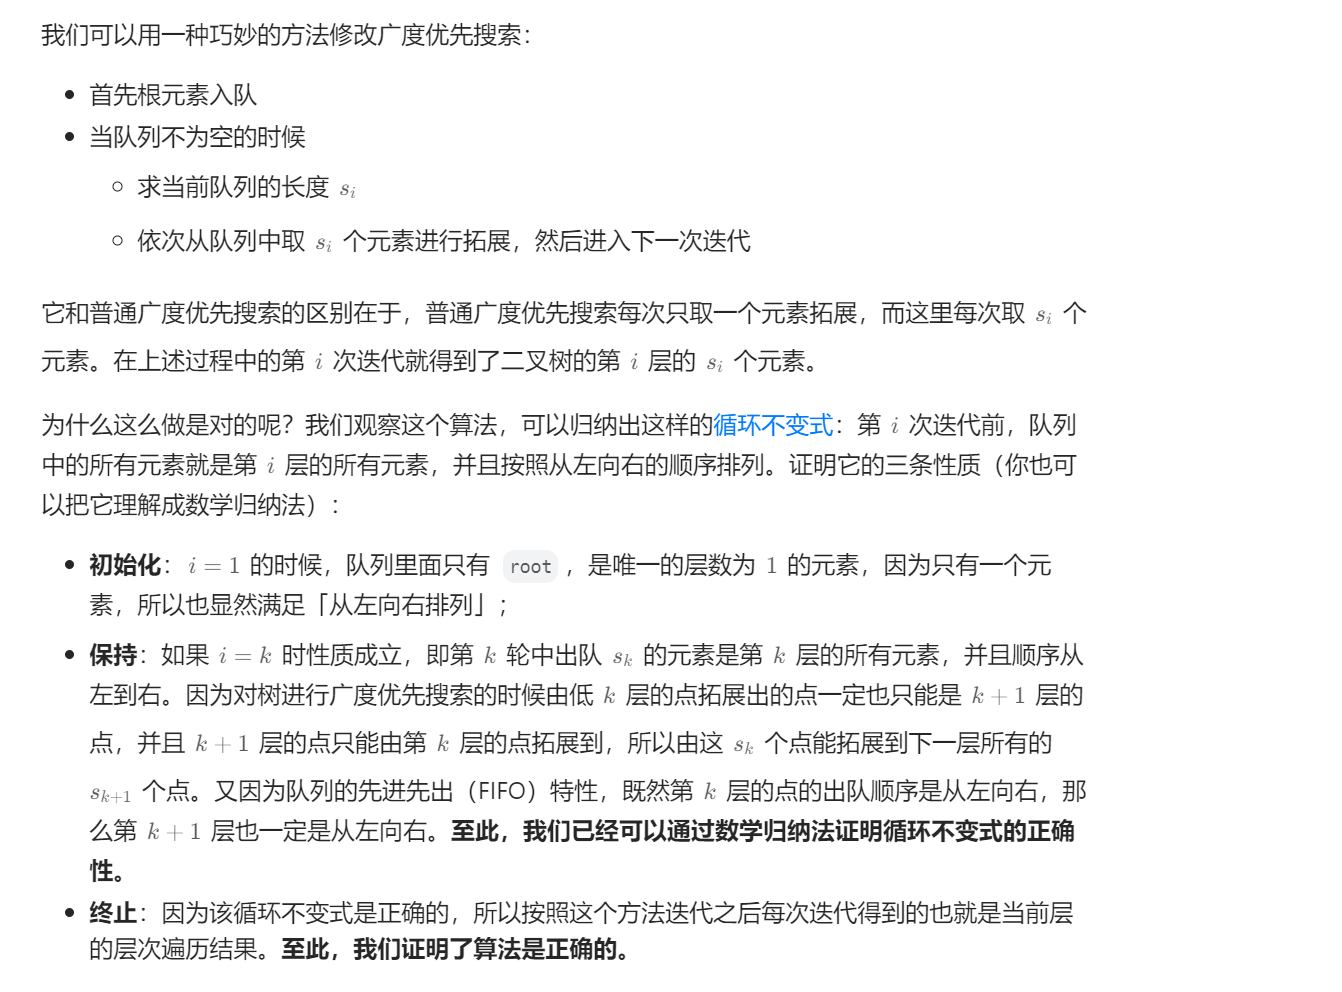 我们可以用一种巧妙的方法修改广度优先搜索：
首先根元素入队
当队列不为空的时候
求当前队列的长度 sᵢ
依次从队列中取 sᵢ 个元素进行拓展，然后进入下一次迭代
它和普通广度优先搜索的区别在于，普通广度优先搜索每次只取一个元素拓展，而这里每次取 sᵢ 个
元素。在上述过程中的第 i 次迭代就得到了二叉树的第 i 层的 sᵢ 个元素。
为什么这么做是对的呢？我们观察这个算法，可以归纳出这样的循环不变式：第 i 次迭代前，队列
中的所有元素就是第 i 层的所有元素，并且按照从左向右的顺序排列。证明它的三条性质（你也可
以把它理解成数学归纳法）：
初始化：i = 1 的时候，队列里面只有 root ，是唯一的层数为 1 的元素，因为只有一个元
素，所以也显然满足「从左向右排列」；
保持：如果 i = k 时性质成立，即第 k 轮中出队 sₖ 的元素是第 k 层的所有元素，并且顺序从
左到右。因为对树进行广度优先搜索的时候由低 k 层的点拓展出的点一定也只能是 k + 1 层的
点，并且 k + 1 层的点只能由第 k 层的点拓展到，所以由这 sₖ 个点能拓展到下一层所有的
sₖ₊₁ 个点。又因为队列的先进先出（FIFO）特性，既然第 k 层的点的出队顺序是从左向右，那
么第 k + 1 层也一定是从左向右。至此，我们已经可以通过数学归纳法证明循环不变式的正确
性。
终止：因为该循环不变式是正确的，所以按照这个方法迭代之后每次迭代得到的也就是当前层
的层次遍历结果。至此，我们证明了算法是正确的。